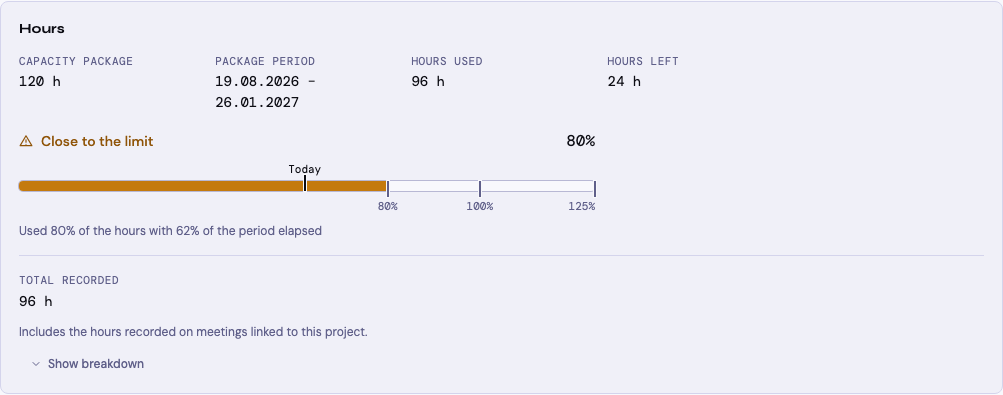 Hours
CAPACITY PACKAGE
120 h
PACKAGE PERIOD
19.08.2026 –
26.01.2027
HOURS USED
96 h
HOURS LEFT
24 h
Close to the limit
80%
Today
80%
100%
125%
Used 80% of the hours with 62% of the period elapsed
TOTAL RECORDED
96 h
Includes the hours recorded on meetings linked to this project.
Show breakdown